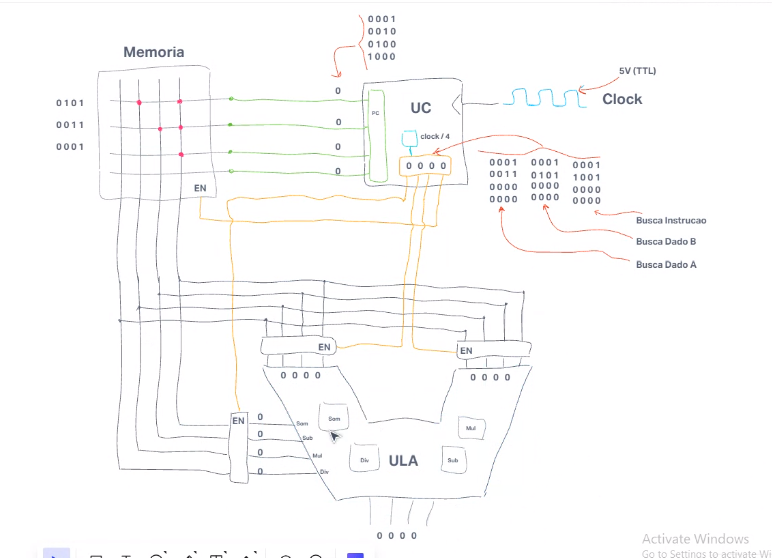 0001
0010
0100
1000
Memoria
5V (TTL)
0
UC
Clock
0101
PC
0
clock / 4
0011
0001
0
0 0 0 0
0001 0001 0001
0011 0101 1001
0000 0000 0000
0000 0000 0000
0
EN
Busca Instrucao
Busca Dado B
Busca Dado A
EN
EN
0 0 0 0
0 0 0 0
EN
0
Som
Som
Mul
0
Sub
Div
ULA
Sub
0
Mul
0
Div
0 0 0 0
Activate Windows
Go to Settings to activate Wi